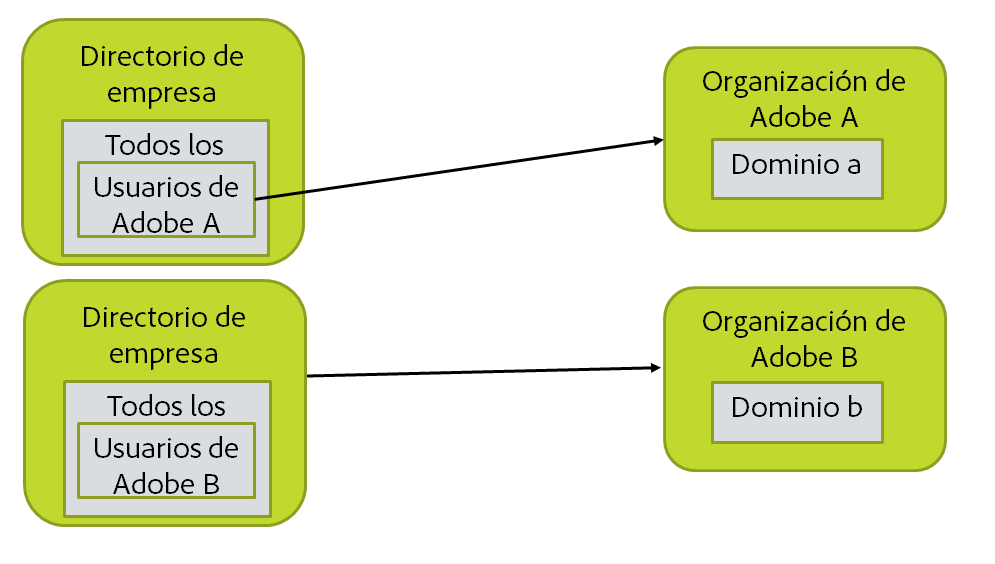 Directorio de
empresa
Todos los
Usuarios de
Adobe A
Organización de
Adobe A
Dominio a
Directorio de
empresa
Todos los
Usuarios de
Adobe B
Organización de
Adobe B
Dominio b